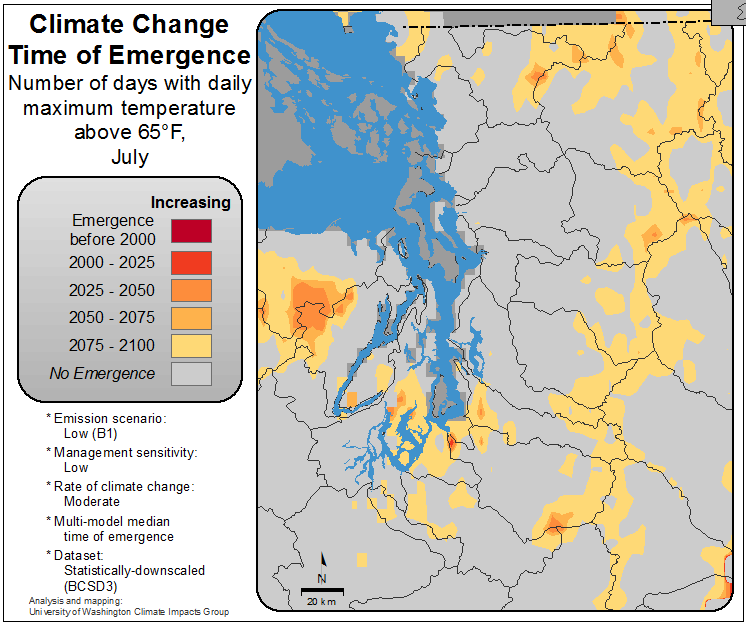 Climate Change
Time of Emergence
Number of days with daily
maximum temperature
above 65°F,
July
Increasing
Emergence
before 2000
2000 - 2025
2025 - 2050
2050 - 2075
2075 - 2100
No Emergence
* Emission scenario:
Low (B1)
* Management sensitivity:
Low
* Rate of climate change:
Moderate
* Multi-model median
time of emergence
* Dataset:
Statistically-downscaled
(BCSD3)
Analysis and mapping:
University of Washington Climate Impacts Group
N
20 km